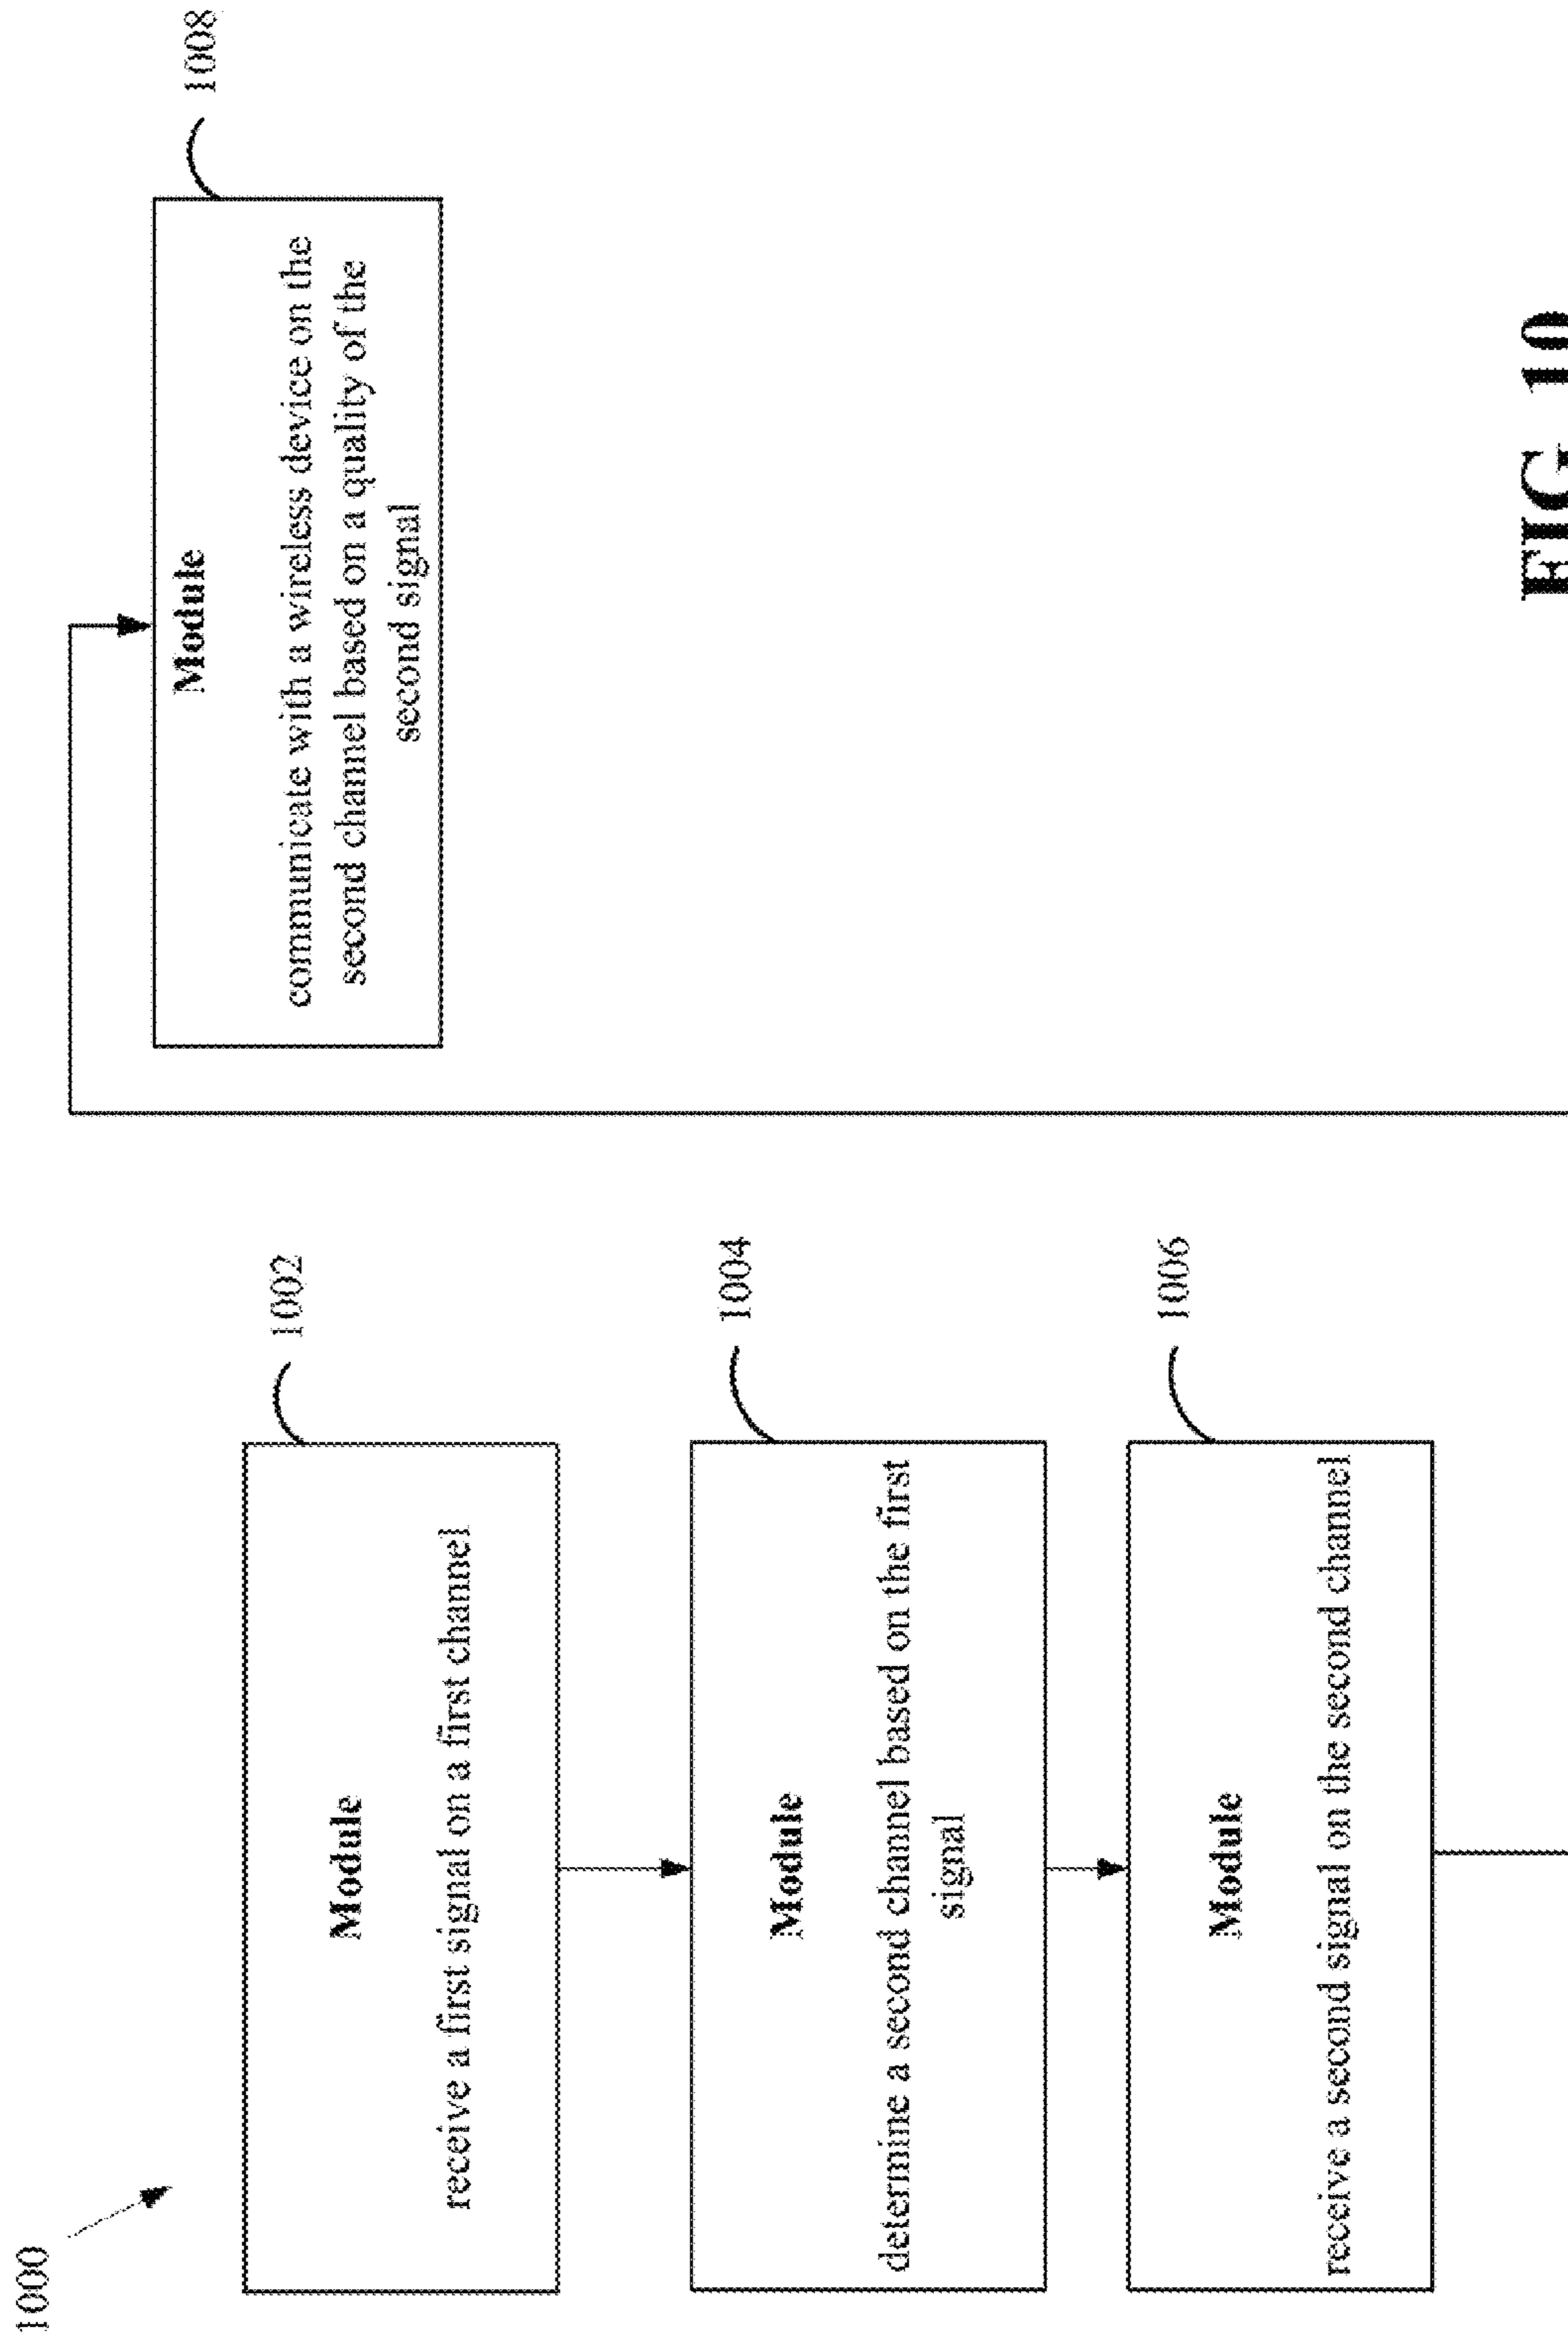 1000
1002
Module
receive a first signal on a first channel
1004
Module
determine a second channel based on the first
signal
1006
Module
receive a second signal on the second channel
1008
Module
communicate with a wireless device on the
second channel based on a quality of the
second signal
FIG 10